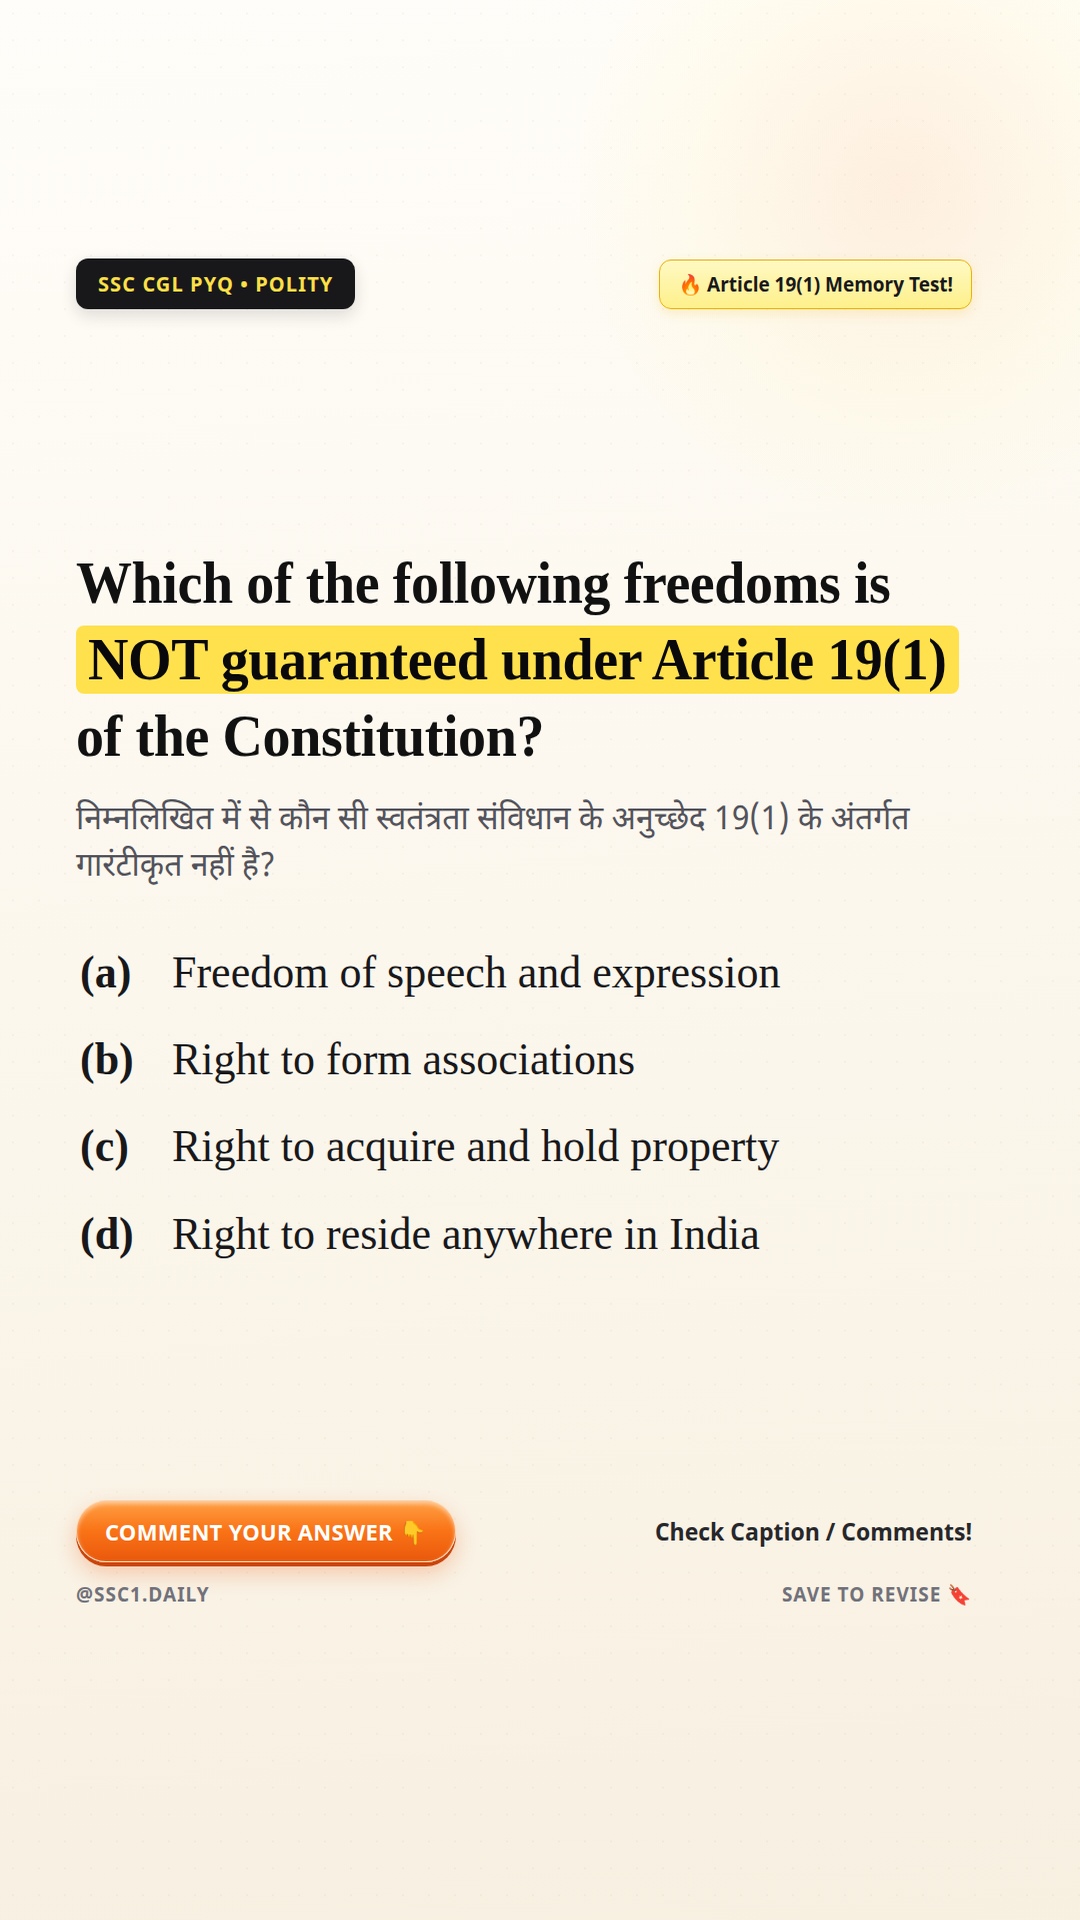 SSC CGL PYQ • POLITY
🔥 Article 19(1) Memory Test!
Which of the following freedoms is
NOT guaranteed under Article 19(1)
of the Constitution?
निम्नलिखित में से कौन सी स्वतंत्रता संविधान के अनुच्छेद 19(1) के अंतर्गत
गारंटीकृत नहीं है?
(a) Freedom of speech and expression
(b) Right to form associations
(c) Right to acquire and hold property
(d) Right to reside anywhere in India
COMMENT YOUR ANSWER 👇
Check Caption / Comments!
@SSC1.DAILY
SAVE TO REVISE 🔖